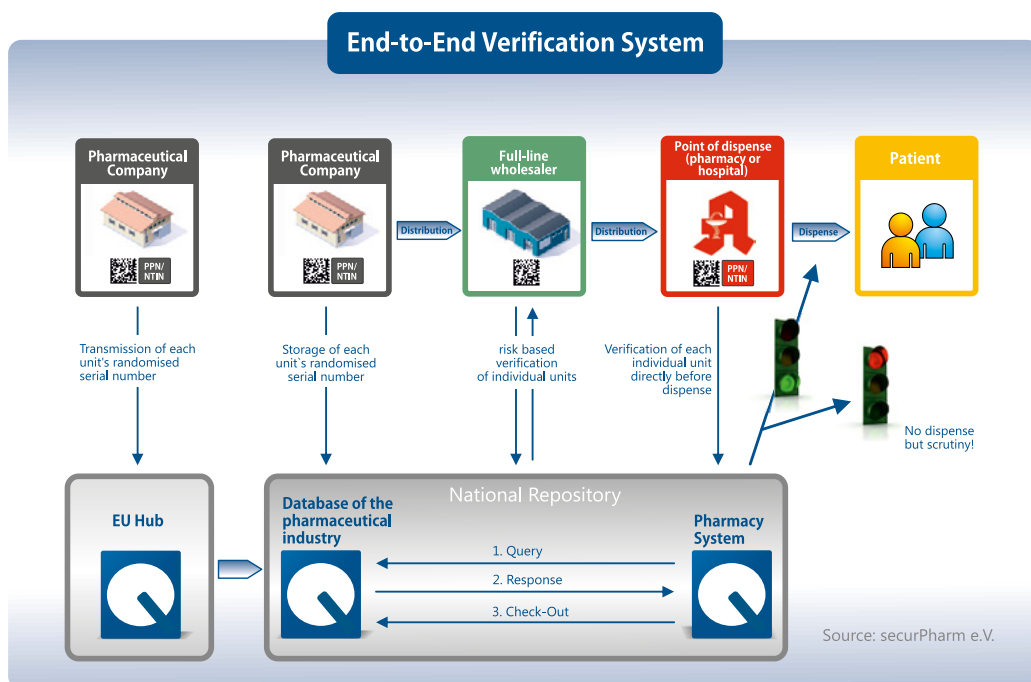 End-to-End Verification System
Pharmaceutical
Company
PPN/
NTIN
Pharmaceutical
Company
PPN/
NTIN
Distribution
Full-line
wholesaler
Distribution
Point of dispense
(pharmacy or
hospital)
PPN/
NTIN
Dispense
Patient
Transmission of each
unit's randomised
serial number
Storage of each
unit`s randomised
serial number
risk based
verification
of individual units
Verification of each
individual unit
directly before
dispense
No dispense
but scrutiny!
EU Hub
National Repository
Database of the
pharmaceutical
industry
1. Query
2. Response
3. Check-Out
Pharmacy
System
Source: securPharm e.V.